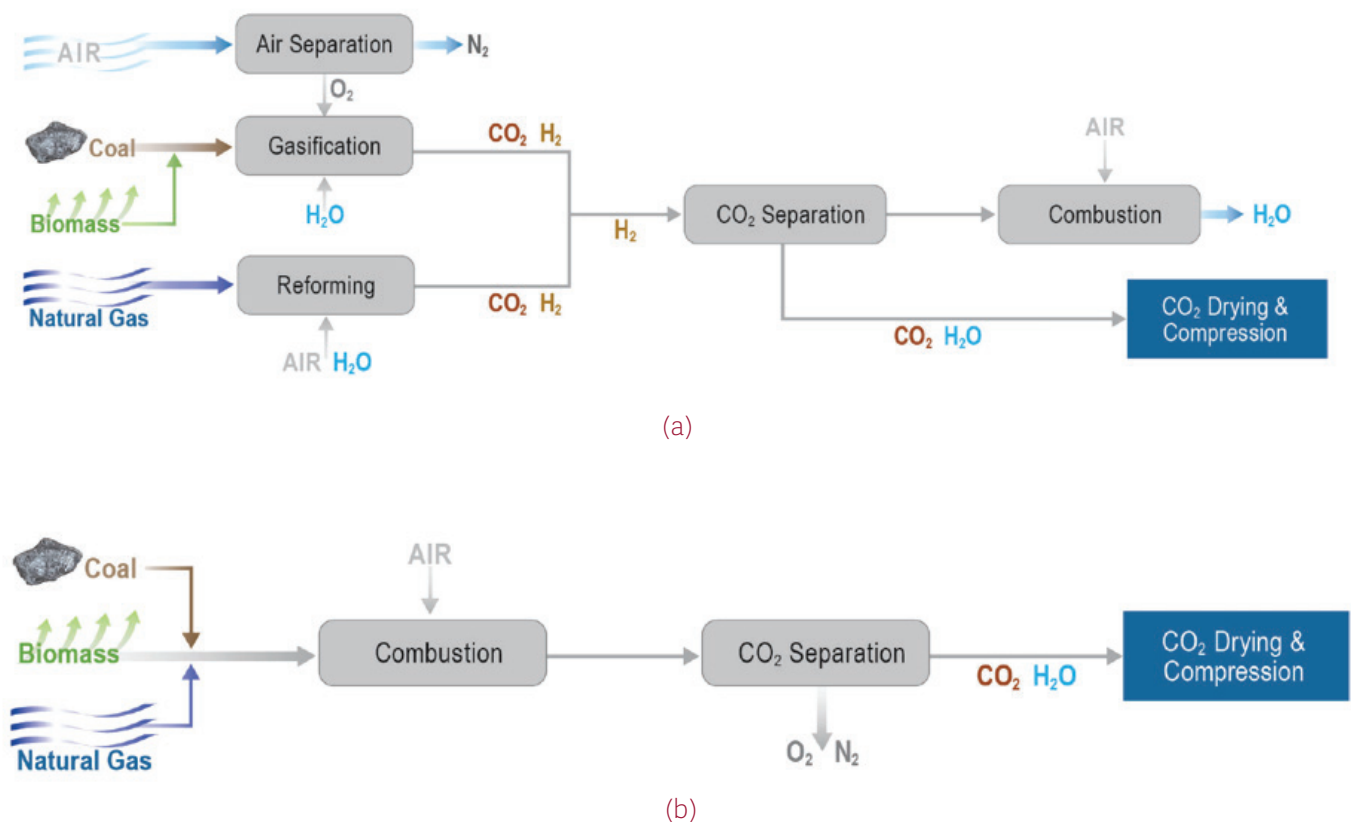 AIR
Air Separation
N₂
O₂
Coal
Gasification
CO₂ H₂
AIR
Biomass
H₂O
H₂
CO₂ Separation
Combustion
H₂O
Natural Gas
Reforming
CO₂ H₂
AIR H₂O
CO₂ H₂O
CO₂ Drying &
Compression
(a)
Coal
AIR
Biomass
Combustion
CO₂ Separation
CO₂ H₂O
CO₂ Drying &
Compression
Natural Gas
O₂ N₂
(b)